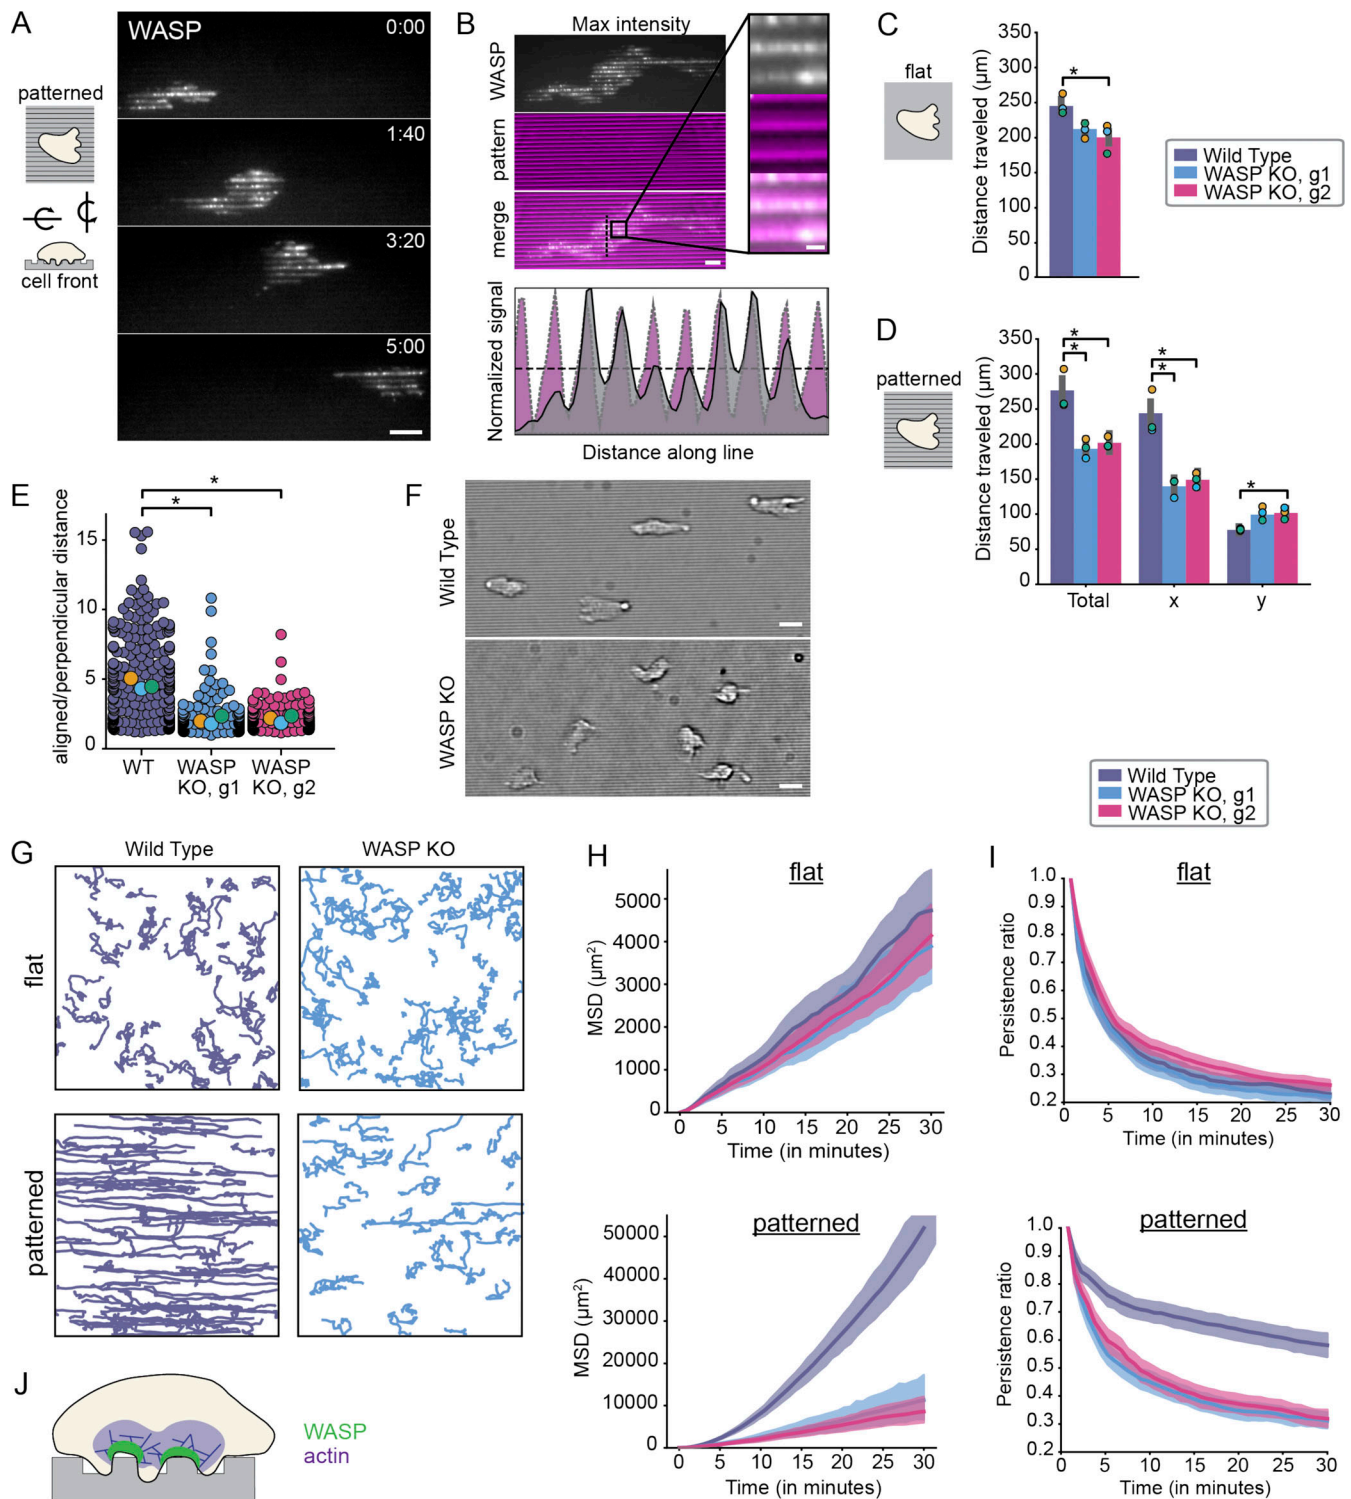 A
WASP
0:00
patterned
1:40
3:20
cell front
5:00
B
Max intensity
WASP
pattern
merge
Normalized signal
Distance along line
C
flat
Distance traveled (µm)
350
300
250
200
150
100
50
0
*
Wild Type
WASP KO, g1
WASP KO, g2
D
patterned
Distance traveled (µm)
350
300
250
200
150
100
50
0
*
*
*
*
*
Total
x
y
E
aligned/perpendicular distance
15
10
5
0
*
*
WT
WASP KO, g1
WASP KO, g2
F
Wild Type
WASP KO
Wild Type
WASP KO, g1
WASP KO, g2
G
Wild Type
WASP KO
flat
patterned
H
flat
MSD (µm²)
5000
4000
3000
2000
1000
0
0 5 10 15 20 25 30
Time (in minutes)
patterned
MSD (µm²)
50000
40000
30000
20000
10000
0
0 5 10 15 20 25 30
Time (in minutes)
I
flat
Persistence ratio
1.0
0.9
0.8
0.7
0.6
0.5
0.4
0.3
0.2
0 5 10 15 20 25 30
Time (in minutes)
patterned
Persistence ratio
1.0
0.9
0.8
0.7
0.6
0.5
0.4
0.3
0.2
0 5 10 15 20 25 30
Time (in minutes)
J
WASP
actin